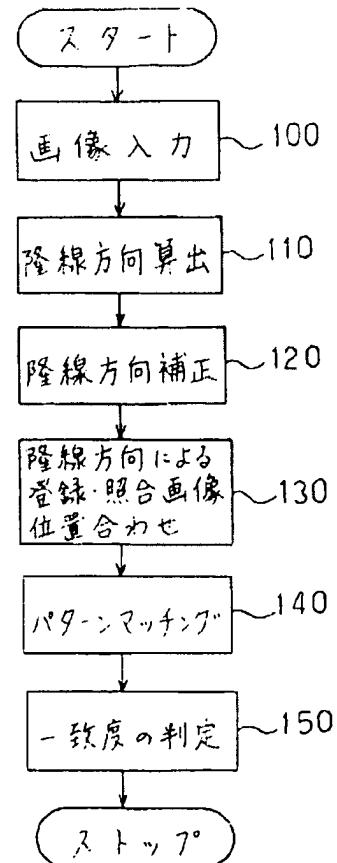 スタート
画像入力
100
隆線方向算出
110
隆線方向補正
120
隆線方向による
登録・照合画像
位置合わせ
130
パターンマッチング
140
一致度の判定
150
ストップ